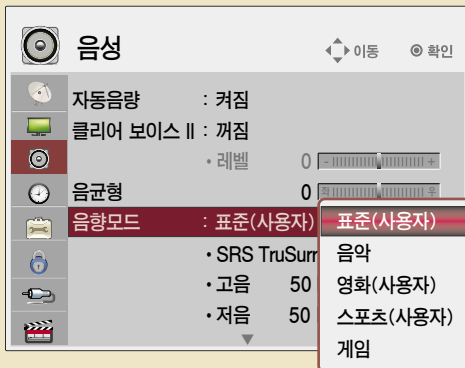 음성 이동 확인
자동음량 : 켜짐
클리어 보이스 II : 꺼짐
• 레벨 0 - +
음균형 0 좌 우
음향모드 : 표준(사용자)
• SRS TruSurr
• 고음 50
• 저음 50
표준(사용자)
음악
영화(사용자)
스포츠(사용자)
게임